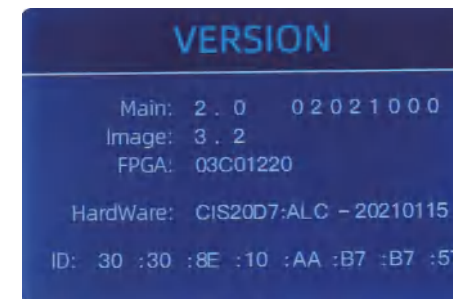 VERSION
Main: 2.0 02021000
Image: 3.2
FPGA: 03C01220
HardWare: CIS20D7:ALC-20210115
ID: 30 :30 :8E :10 :AA :B7 :B7 :57